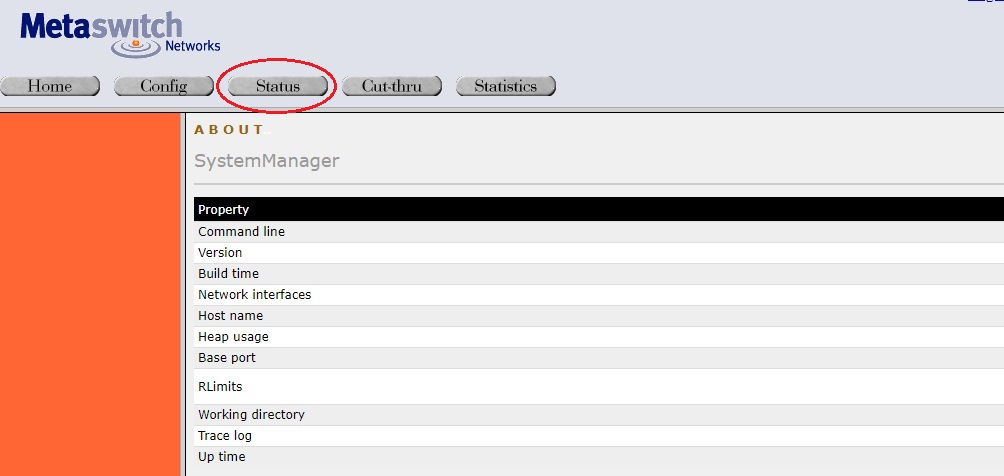 Metaswitch
Networks
Home Config Status Cut-thru Statistics
ABOUT
SystemManager
Property
Command line
Version
Build time
Network interfaces
Host name
Heap usage
Base port
RLimits
Working directory
Trace log
Up time